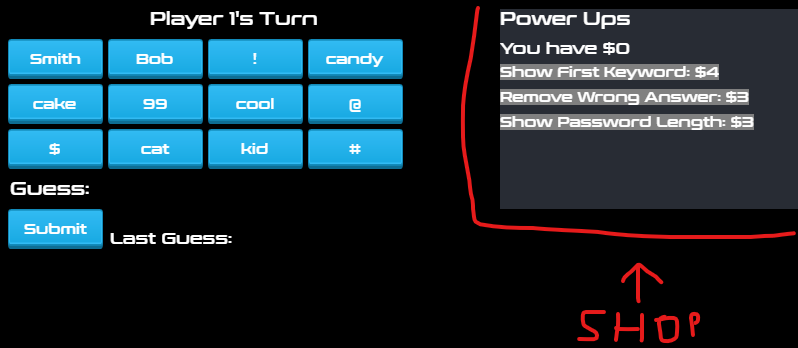 Player 1's Turn
Smith Bob ! candy
cake 99 cool @
$ cat kid #
Guess:
Submit Last Guess:
Power Ups
You have $0
Show First Keyword: $4
Remove Wrong Answer: $3
Show Password Length: $3
SHOP